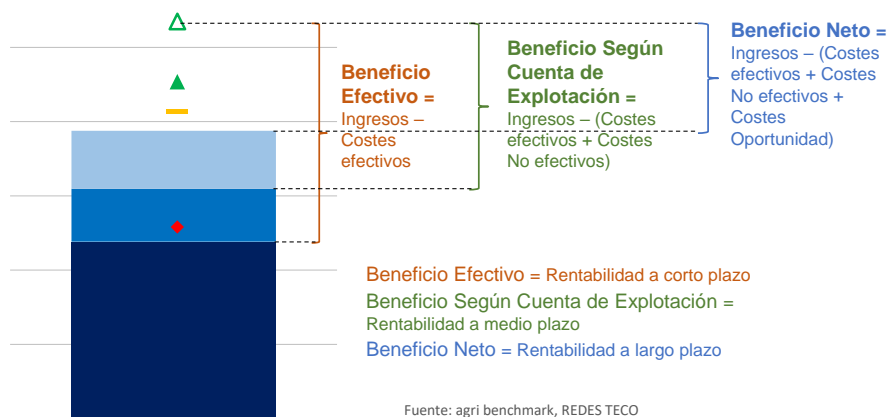 Beneficio
Efectivo =
Ingresos –
Costes
efectivos
Beneficio Según
Cuenta de
Explotación =
Ingresos – (Costes
efectivos + Costes
No efectivos)
Beneficio Neto =
Ingresos – (Costes
efectivos + Costes
No efectivos +
Costes
Oportunidad)
Beneficio Efectivo = Rentabilidad a corto plazo
Beneficio Según Cuenta de Explotación =
Rentabilidad a medio plazo
Beneficio Neto = Rentabilidad a largo plazo
Fuente: agri benchmark, REDES TECO